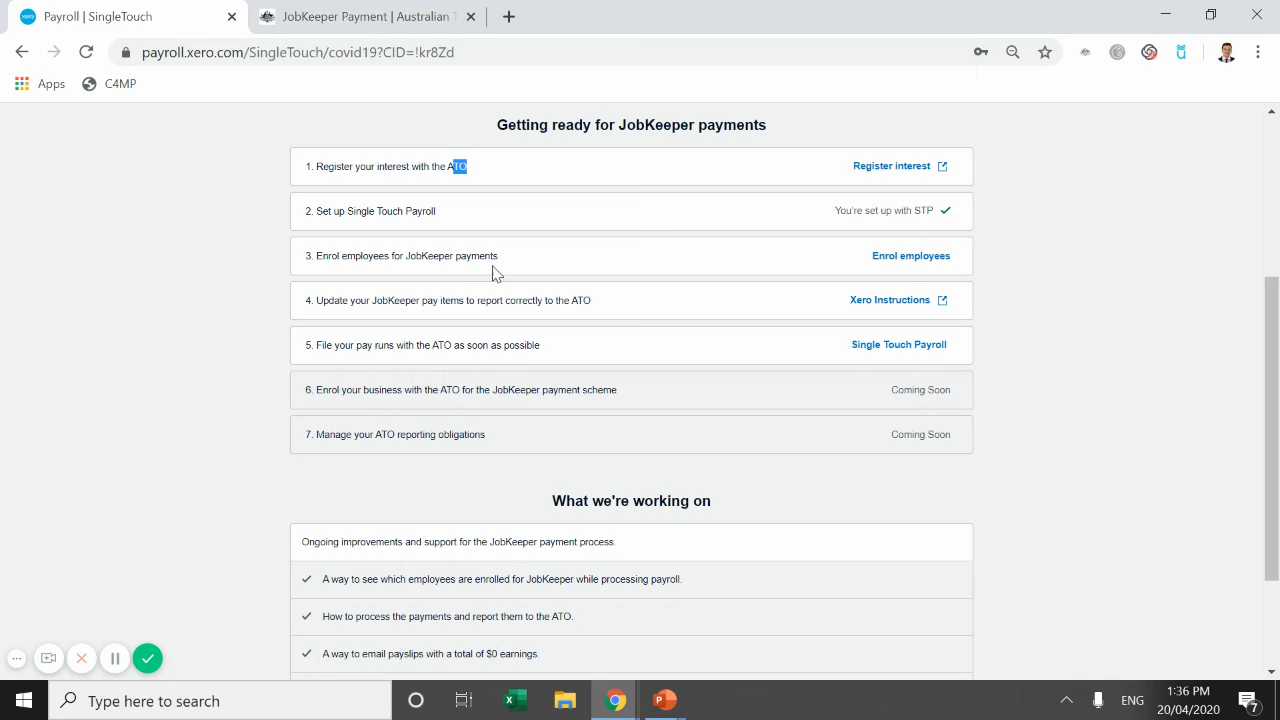 Payroll | SingleTouch
JobKeeper Payment | Australian T
payroll.xero.com/SingleTouch/covid19?CID=!kr8Zd
Apps
C4MP
Getting ready for JobKeeper payments
1. Register your interest with the ATO
Register interest
2. Set up Single Touch Payroll
You're set up with STP
3. Enrol employees for JobKeeper payments
Enrol employees
4. Update your JobKeeper pay items to report correctly to the ATO
Xero Instructions
5. File your pay runs with the ATO as soon as possible
Single Touch Payroll
6. Enrol your business with the ATO for the JobKeeper payment scheme
Coming Soon
7. Manage your ATO reporting obligations
Coming Soon
What we're working on
Ongoing improvements and support for the JobKeeper payment process.
A way to see which employees are enrolled for JobKeeper while processing payroll.
How to process the payments and report them to the ATO.
A way to email payslips with a total of $0 earnings.
Type here to search
ENG
1:36 PM
20/04/2020
7